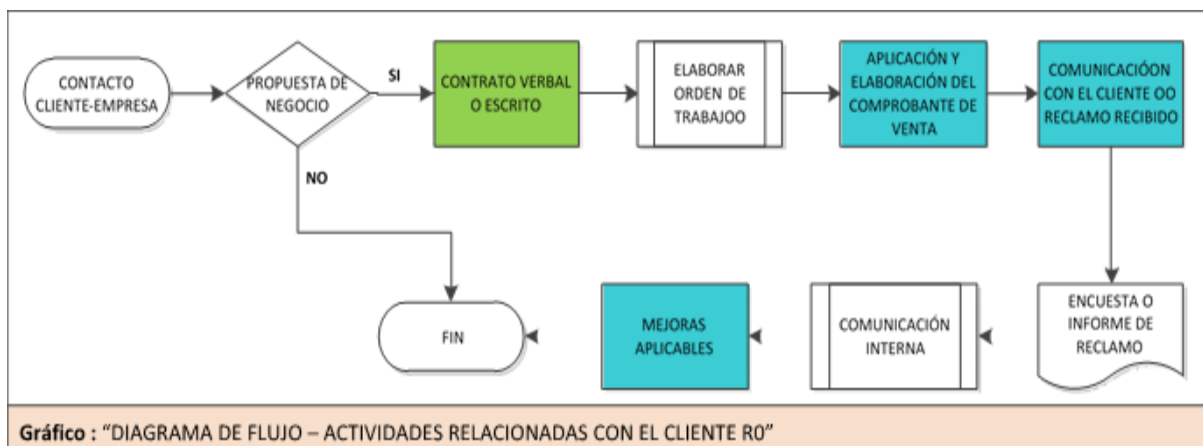 CONTACTO
CLIENTE-EMPRESA
PROPUESTA DE
NEGOCIO
SI
CONTRATO VERBAL
O ESCRITO
ELABORAR
ORDEN DE
TRABAJOO
APLICACIÓN Y
ELABORACIÓN DEL
COMPROBANTE DE
VENTA
COMUNICACIÓON
CON EL CLIENTE OO
RECLAMO RECIBIDO
NO
FIN
MEJORAS
APLICABLES
COMUNICACIÓN
INTERNA
ENCUESTA O
INFORME DE
RECLAMO
Gráfico : “DIAGRAMA DE FLUJO – ACTIVIDADES RELACIONADAS CON EL CLIENTE R0”